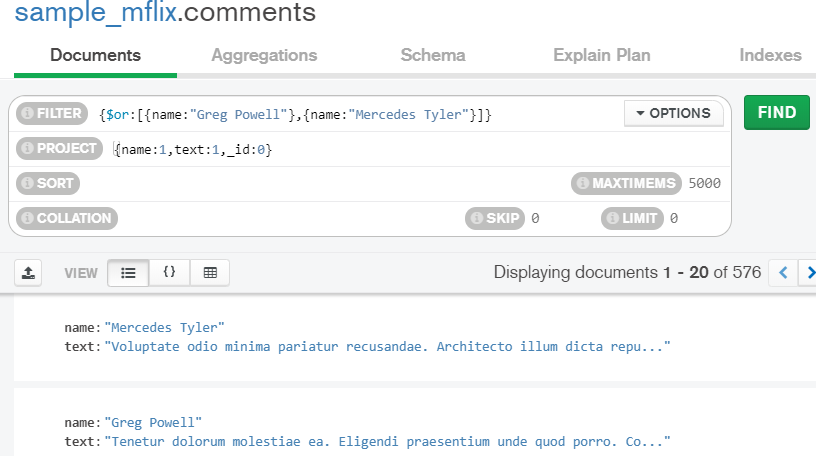 sample_mflix.comments
Documents Aggregations Schema Explain Plan Indexes
FILTER {$or:[{name:"Greg Powell"},{name:"Mercedes Tyler"}]} OPTIONS FIND
PROJECT {name:1,text:1,_id:0}
SORT MAXTIMEMS 5000
COLLATION SKIP 0 LIMIT 0
VIEW {} Displaying documents 1 - 20 of 576
name:"Mercedes Tyler"
text:"Voluptate odio minima pariatur recusandae. Architecto illum dicta repu..."
name:"Greg Powell"
text:"Tenetur dolorum molestiae ea. Eligendi praesentium unde quod porro. Co..."